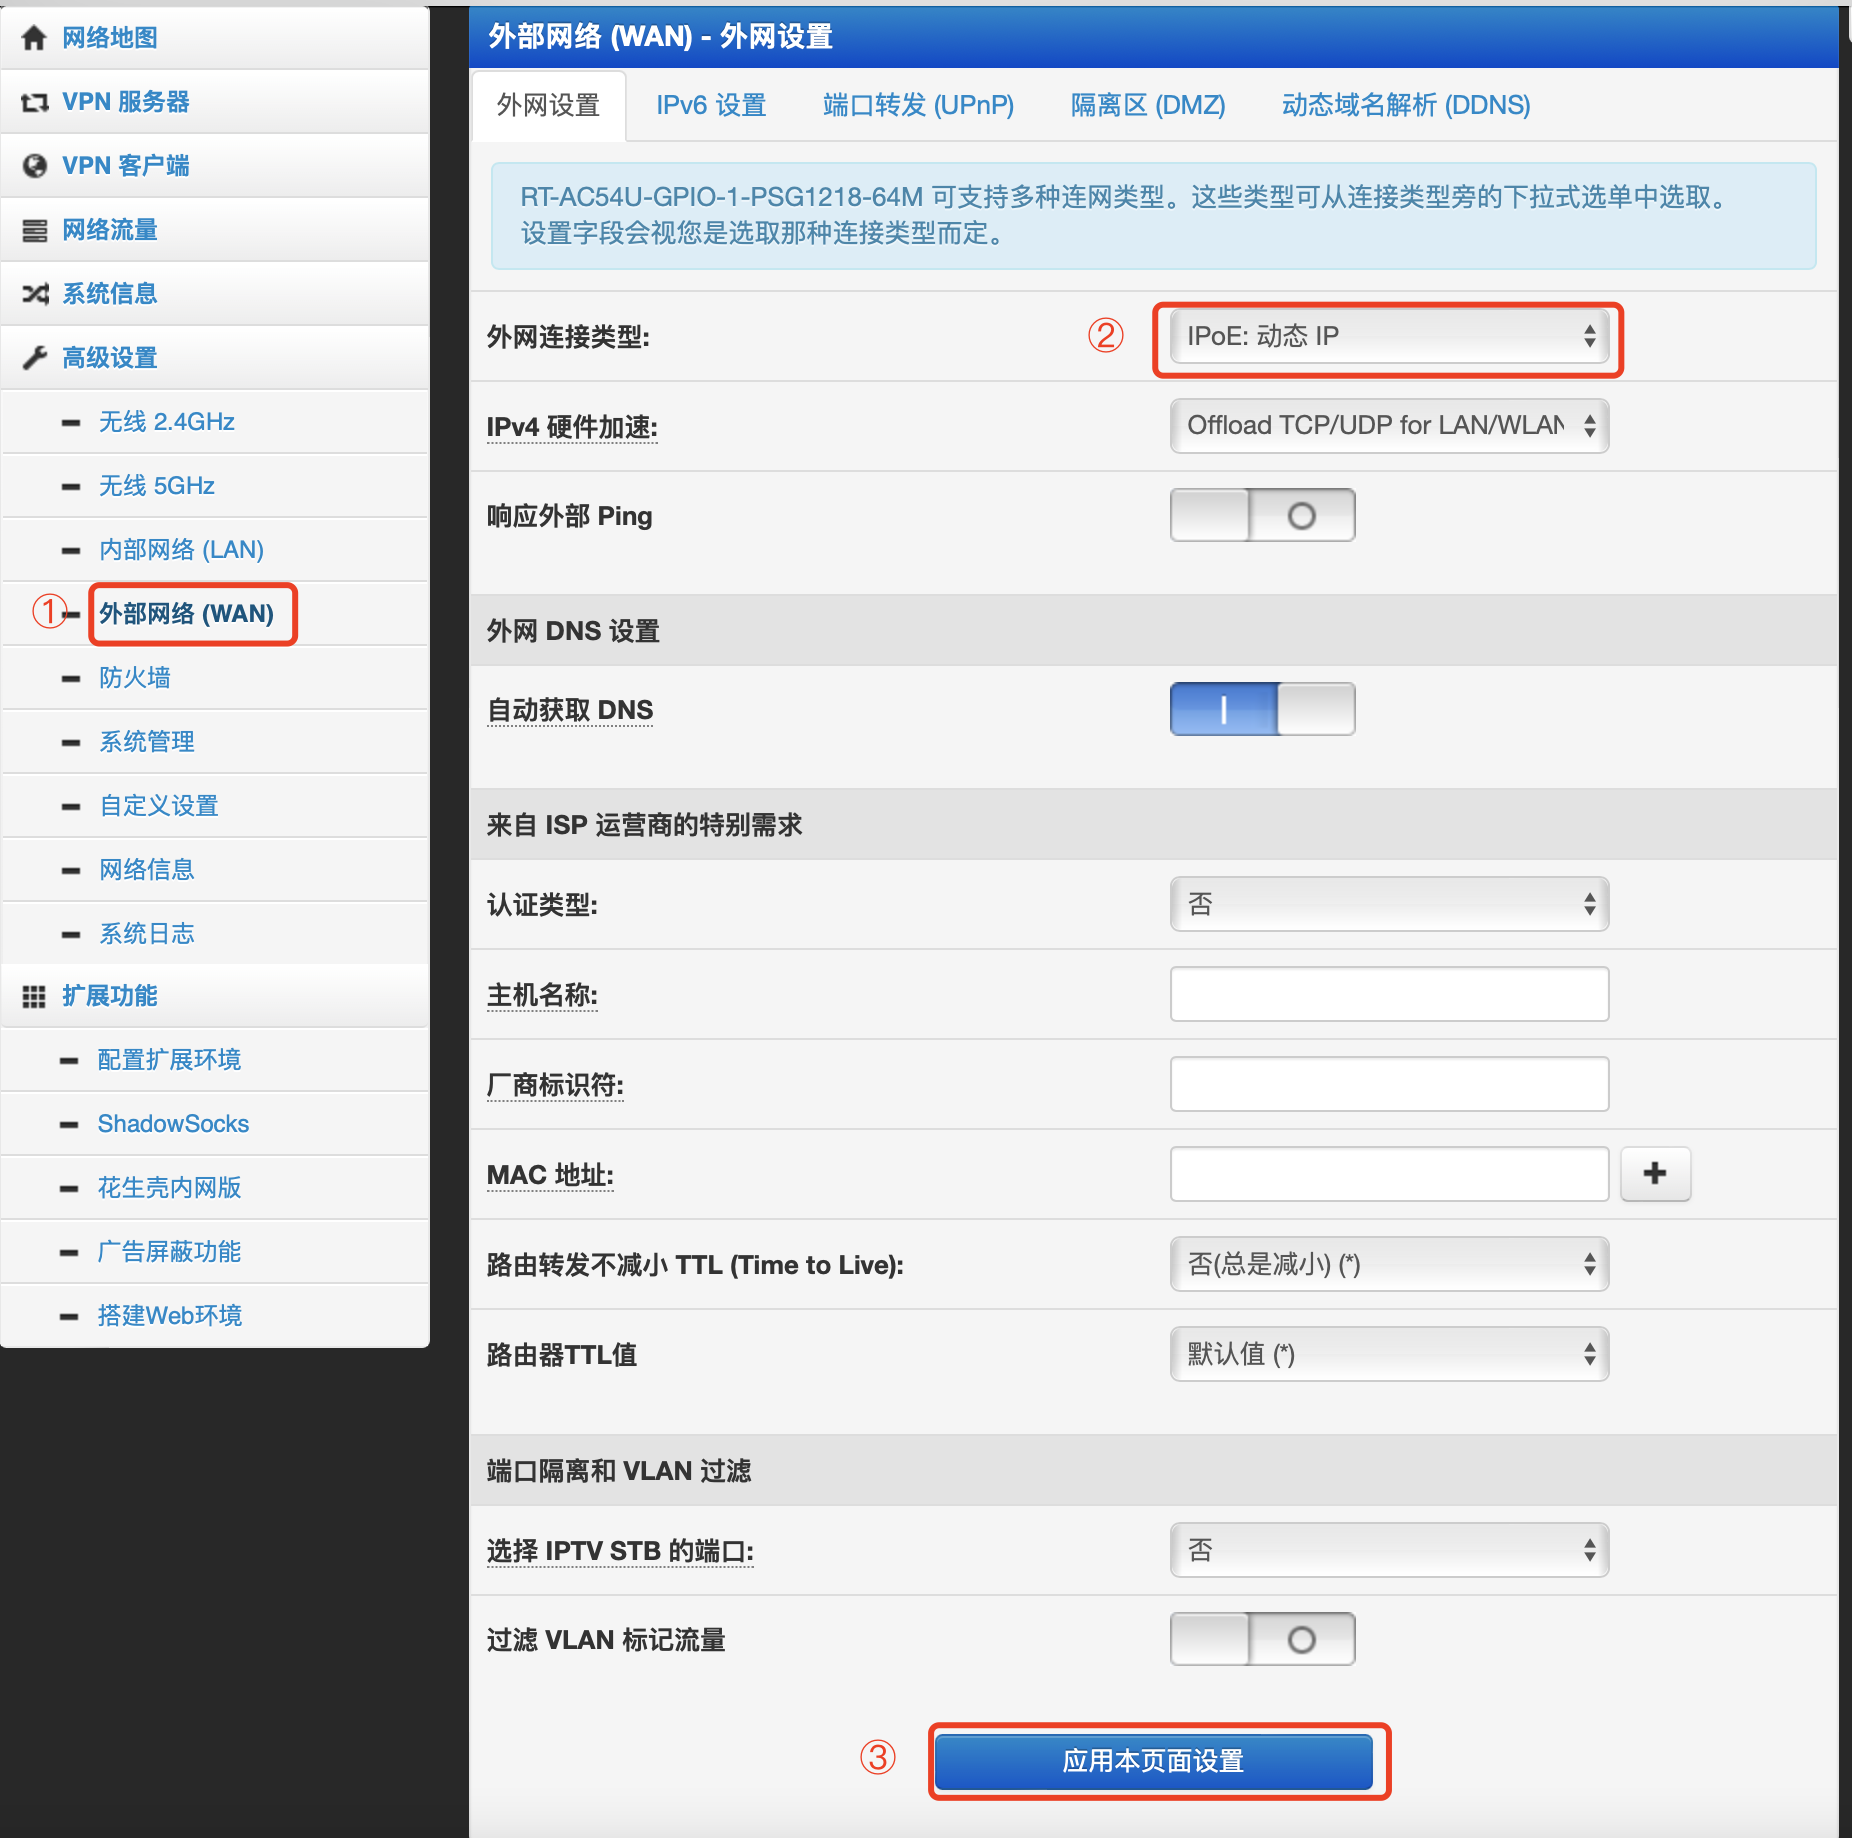 网络地图
VPN 服务器
VPN 客户端
网络流量
系统信息
高级设置
无线 2.4GHz
无线 5GHz
内部网络 (LAN)
① 外部网络 (WAN)
防火墙
系统管理
自定义设置
网络信息
系统日志
扩展功能
配置扩展环境
ShadowSocks
花生壳内网版
广告屏蔽功能
搭建Web环境
外部网络 (WAN) - 外网设置
外网设置 IPv6 设置 端口转发 (UPnP) 隔离区 (DMZ) 动态域名解析 (DDNS)
RT-AC54U-GPIO-1-PSG1218-64M 可支持多种连网类型。这些类型可从连接类型旁的下拉式选单中选取。
设置字段会视您是选取那种连接类型而定。
外网连接类型: ② IPoE: 动态 IP
IPv4 硬件加速: Offload TCP/UDP for LAN/WLAN
响应外部 Ping
外网 DNS 设置
自动获取 DNS
来自 ISP 运营商的特别需求
认证类型: 否
主机名称:
厂商标识符:
MAC 地址:
路由转发不减小 TTL (Time to Live): 否(总是减小) (*)
路由器TTL值 默认值 (*)
端口隔离和 VLAN 过滤
选择 IPTV STB 的端口: 否
过滤 VLAN 标记流量
③ 应用本页面设置